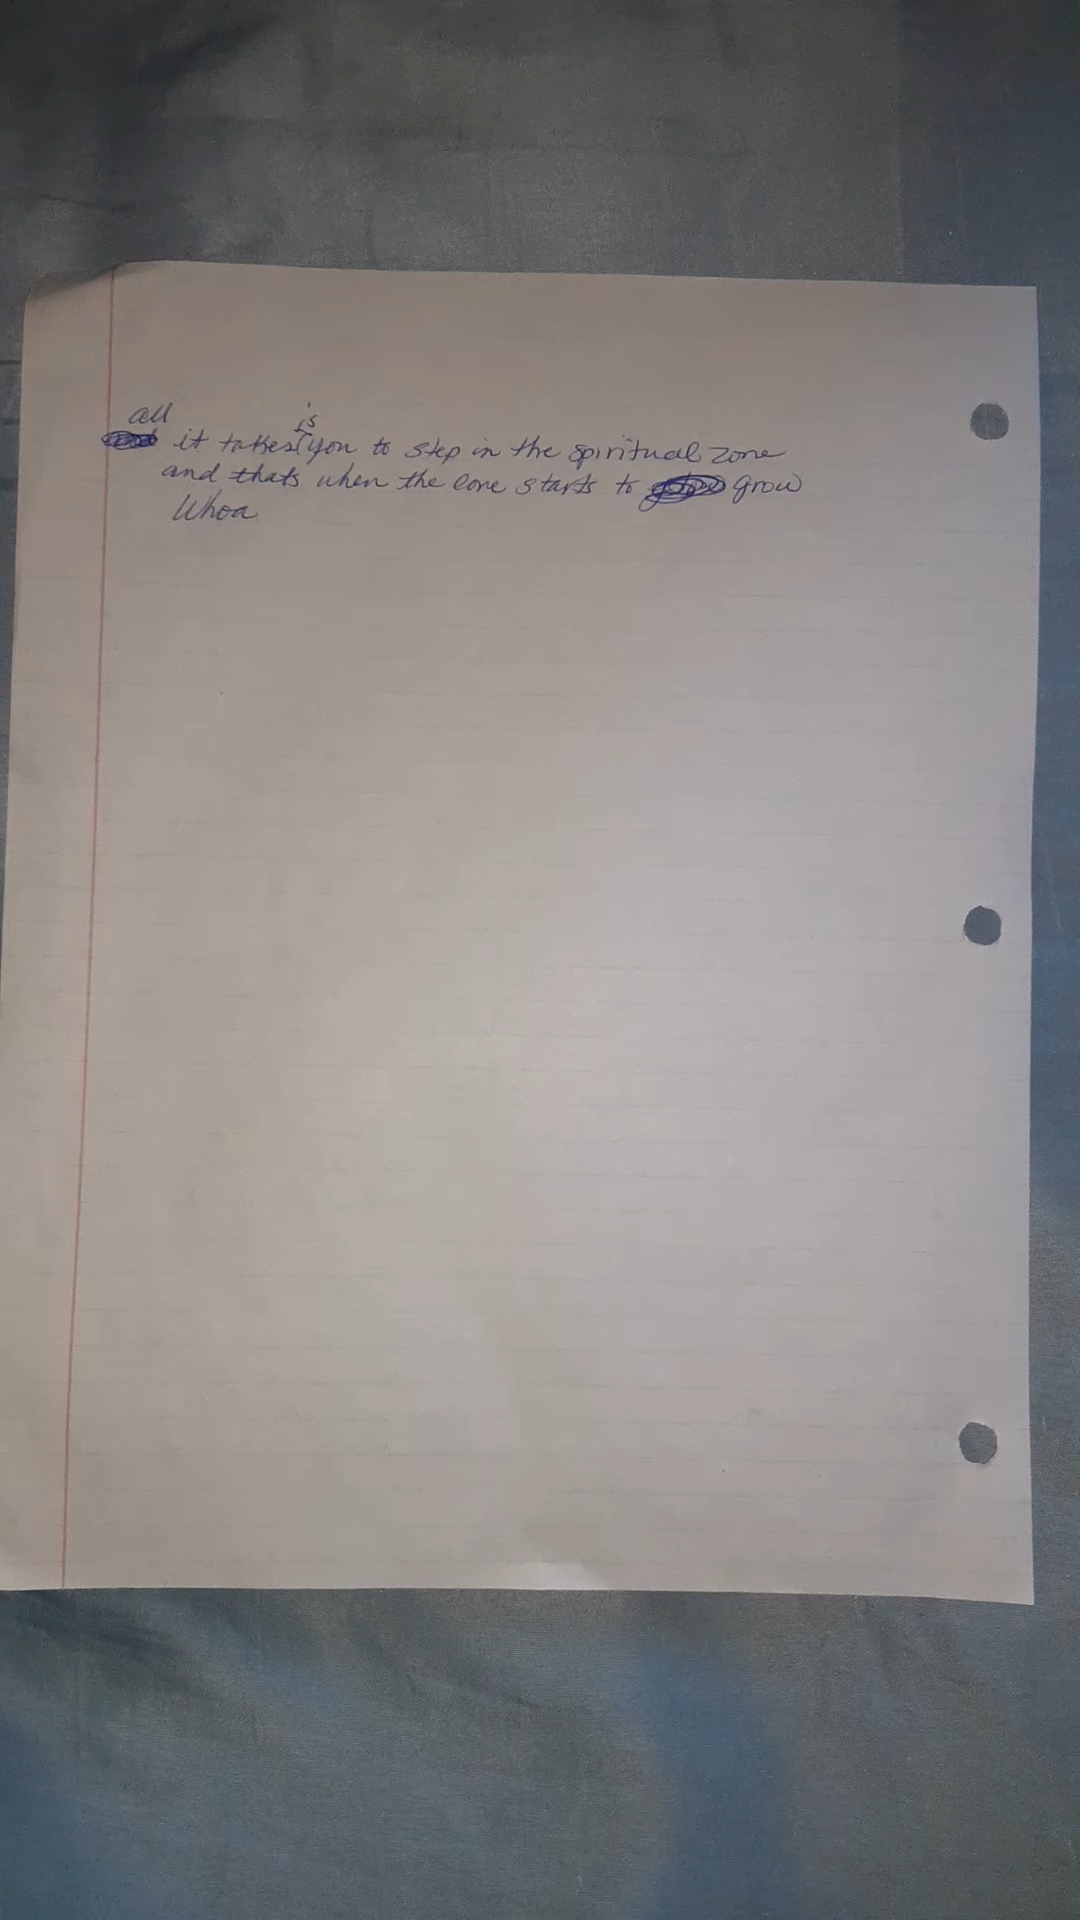 all is
it takes you to step in the spiritual zone
and thats when the love starts to grow
Whoa